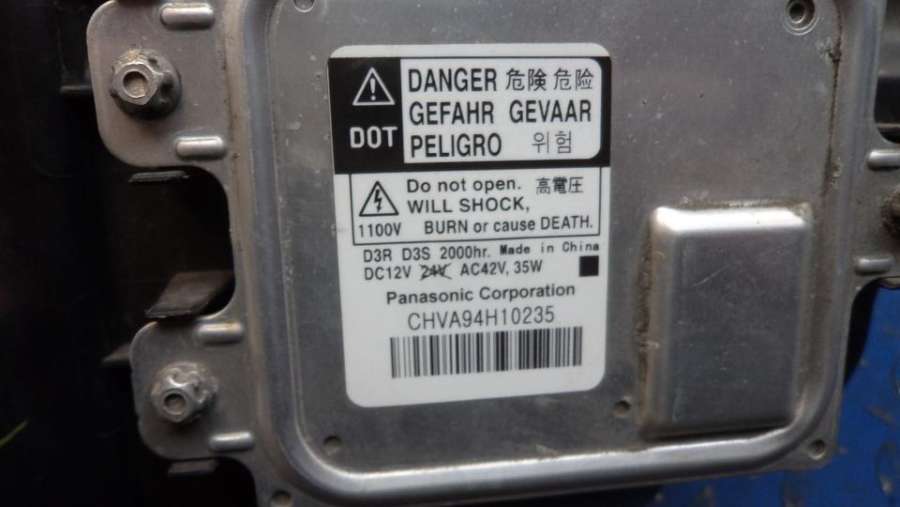 DANGER 危険 危险
GEFAHR GEVAAR
DOT PELIGRO 위험
Do not open. 高電圧
WILL SHOCK,
1100V BURN or cause DEATH.
D3R D3S 2000hr. Made in China
DC12V 24V AC42V, 35W
Panasonic Corporation
CHVA94H10235